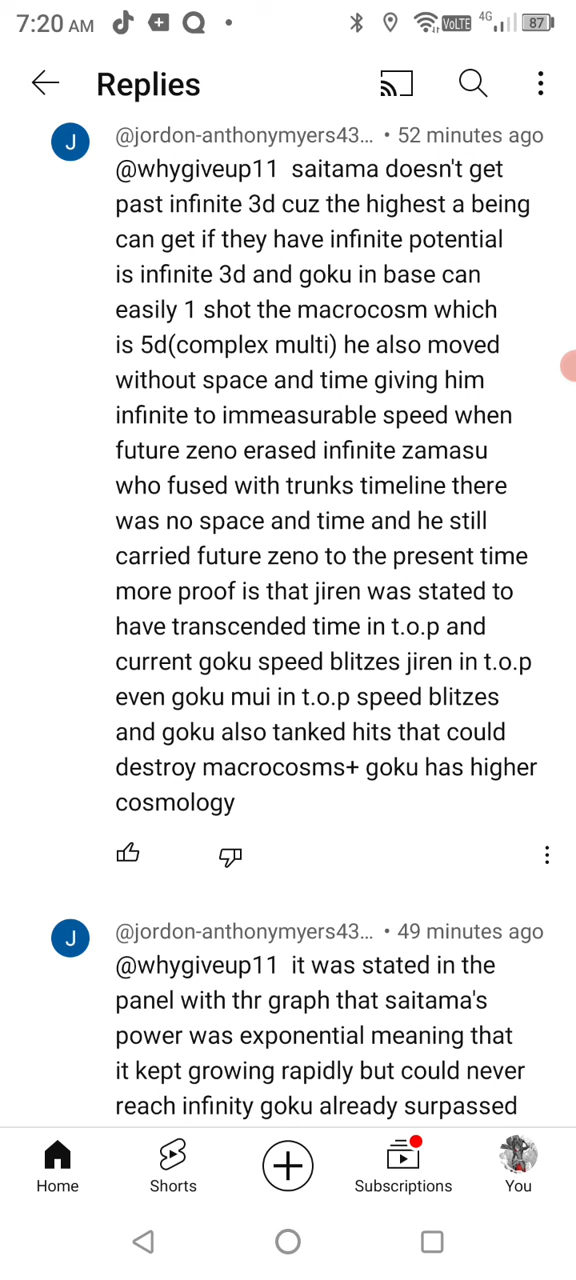 7:20 AM
VoLTE 4G 87
Replies
J
@jordon-anthonymyers43... • 52 minutes ago
@whygiveup11 saitama doesn't get
past infinite 3d cuz the highest a being
can get if they have infinite potential
is infinite 3d and goku in base can
easily 1 shot the macrocosm which
is 5d(complex multi) he also moved
without space and time giving him
infinite to immeasurable speed when
future zeno erased infinite zamasu
who fused with trunks timeline there
was no space and time and he still
carried future zeno to the present time
more proof is that jiren was stated to
have transcended time in t.o.p and
current goku speed blitzes jiren in t.o.p
even goku mui in t.o.p speed blitzes
and goku also tanked hits that could
destroy macrocosms+ goku has higher
cosmology
J
@jordon-anthonymyers43... • 49 minutes ago
@whygiveup11 it was stated in the
panel with thr graph that saitama's
power was exponential meaning that
it kept growing rapidly but could never
reach infinity goku already surpassed
Home
Shorts
Subscriptions
You